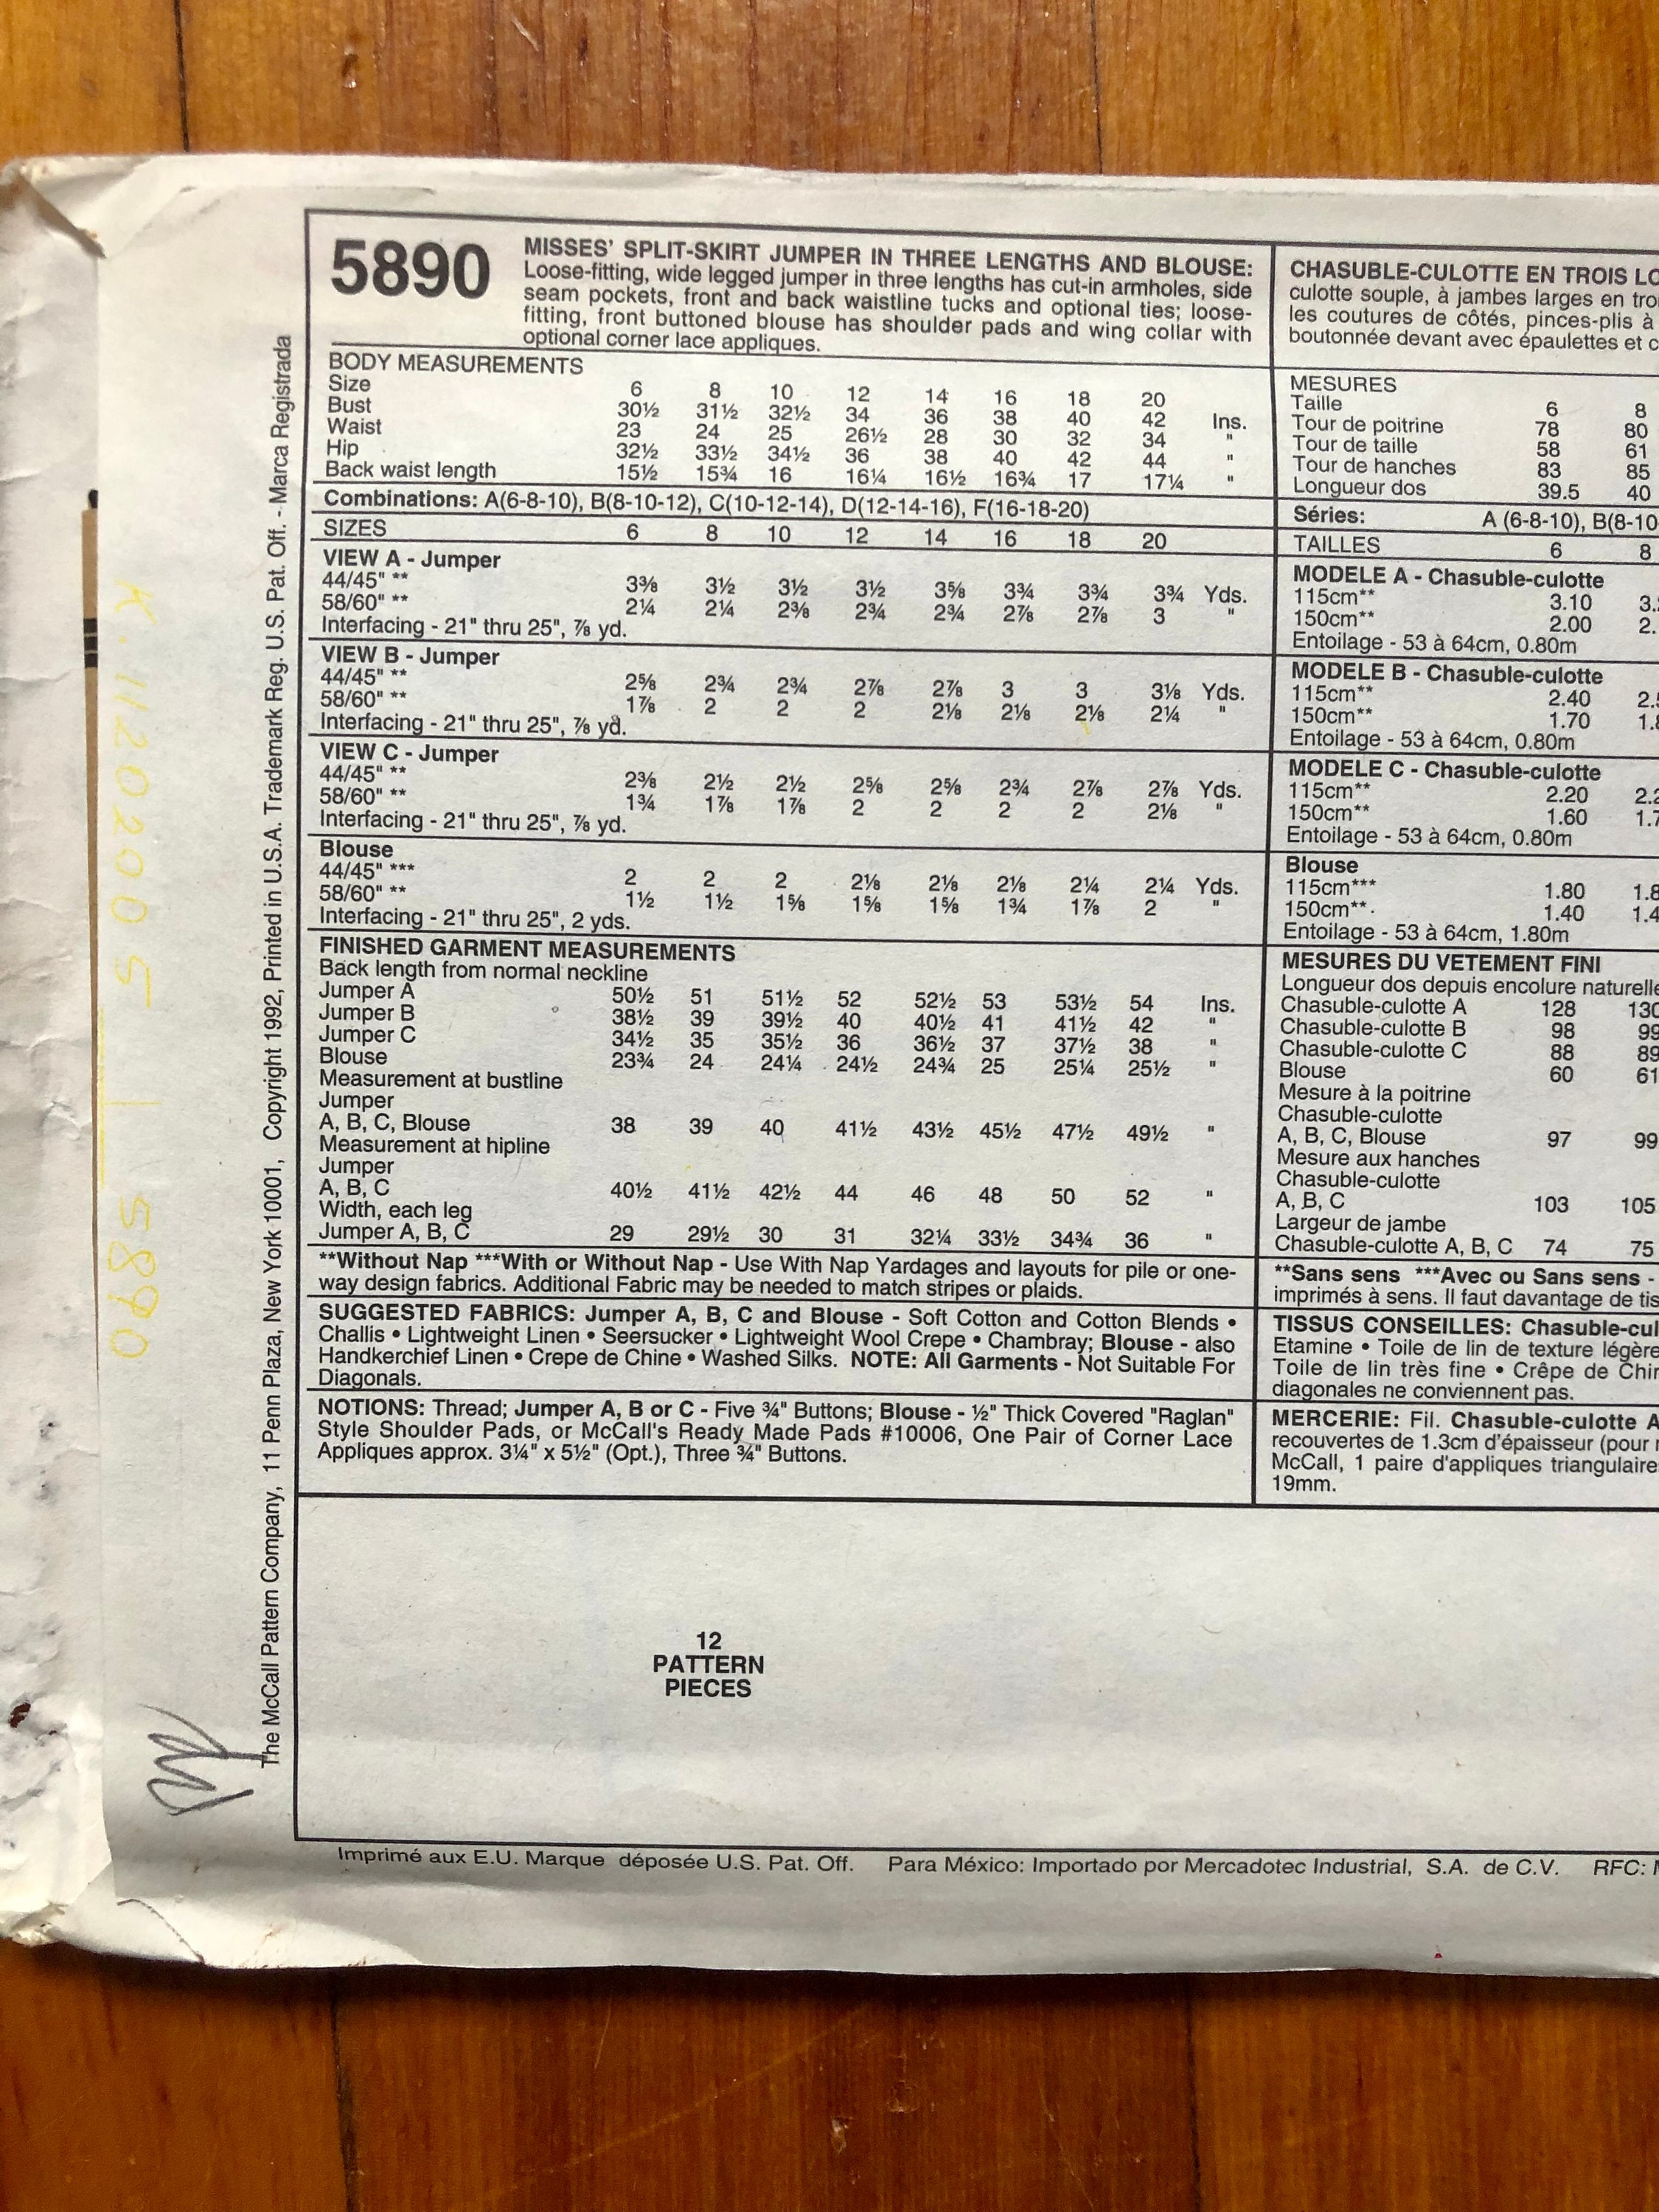 5890
MISSES' SPLIT-SKIRT JUMPER IN THREE LENGTHS AND BLOUSE:
Loose-fitting, wide legged jumper in three lengths has cut-in armholes, side
seam pockets, front and back waistline tucks and optional ties; loose-
fitting, front buttoned blouse has shoulder pads and wing collar with
optional corner lace appliques.
BODY MEASUREMENTS
Size 6 8 10 12 14 16 18 20
Bust 30½ 31½ 32½ 34 36 38 40 42 Ins.
Waist 23 24 25 26½ 28 30 32 34 "
Hip 32½ 33½ 34½ 36 38 40 42 44 "
Back waist length 15½ 15¾ 16 16¼ 16½ 16¾ 17 17¼ "
Combinations: A(6-8-10), B(8-10-12), C(10-12-14), D(12-14-16), F(16-18-20)
SIZES 6 8 10 12 14 16 18 20
VIEW A - Jumper
44/45" ** 3⅜ 3½ 3½ 3½ 3⅝ 3¾ 3¾ 3¾ Yds.
58/60" ** 2¼ 2¼ 2⅜ 2¾ 2¾ 2⅞ 2⅞ 3 "
Interfacing - 21" thru 25", ⅞ yd.
VIEW B - Jumper
44/45" ** 2⅝ 2¾ 2¾ 2⅞ 2⅞ 3 3 3⅛ Yds.
58/60" ** 1⅞ 2 2 2 2⅛ 2⅛ 2⅛ 2¼ "
Interfacing - 21" thru 25", ⅞ yd.
VIEW C - Jumper
44/45" ** 2⅜ 2½ 2½ 2⅝ 2⅝ 2¾ 2⅞ 2⅞ Yds.
58/60" ** 1¾ 1⅞ 1⅞ 2 2 2 2 2⅛ "
Interfacing - 21" thru 25", ⅞ yd.
Blouse
44/45" *** 2 2 2 2⅛ 2⅛ 2⅛ 2¼ 2¼ Yds.
58/60" ** 1½ 1½ 1⅝ 1⅝ 1⅝ 1¾ 1⅞ 2 "
Interfacing - 21" thru 25", 2 yds.
FINISHED GARMENT MEASUREMENTS
Back length from normal neckline
Jumper A 50½ 51 51½ 52 52½ 53 53½ 54 Ins.
Jumper B 38½ 39 39½ 40 40½ 41 41½ 42 "
Jumper C 34½ 35 35½ 36 36½ 37 37½ 38 "
Blouse 23¾ 24 24¼ 24½ 24¾ 25 25¼ 25½ "
Measurement at bustline
Jumper
A, B, C, Blouse 38 39 40 41½ 43½ 45½ 47½ 49½ "
Measurement at hipline
Jumper
A, B, C 40½ 41½ 42½ 44 46 48 50 52 "
Width, each leg
Jumper A, B, C 29 29½ 30 31 32¼ 33½ 34¾ 36 "
**Without Nap ***With or Without Nap - Use With Nap Yardages and layouts for pile or one-
way design fabrics. Additional Fabric may be needed to match stripes or plaids.
SUGGESTED FABRICS: Jumper A, B, C and Blouse - Soft Cotton and Cotton Blends •
Challis • Lightweight Linen • Seersucker • Lightweight Wool Crepe • Chambray; Blouse - also
Handkerchief Linen • Crepe de Chine • Washed Silks. NOTE: All Garments - Not Suitable For
Diagonals.
NOTIONS: Thread; Jumper A, B or C - Five ¾" Buttons; Blouse - ½" Thick Covered "Raglan"
Style Shoulder Pads, or McCall's Ready Made Pads #10006, One Pair of Corner Lace
Appliques approx. 3¼" x 5½" (Opt.), Three ¾" Buttons.
12
PATTERN
PIECES
CHASUBLE-CULOTTE EN TROIS LO
culotte souple, à jambes larges en tro
les coutures de côtés, pinces-plis à
boutonnée devant avec épaulettes et c
MESURES
Taille 6 8
Tour de poitrine 78 80
Tour de taille 58 61
Tour de hanches 83 85
Longueur dos 39.5 40
Séries: A (6-8-10), B(8-10
TAILLES 6 8
MODELE A - Chasuble-culotte
115cm** 3.10 3.
150cm** 2.00 2.
Entoilage - 53 à 64cm, 0.80m
MODELE B - Chasuble-culotte
115cm** 2.40 2.
150cm** 1.70 1.
Entoilage - 53 à 64cm, 0.80m
MODELE C - Chasuble-culotte
115cm** 2.20 2.2
150cm** 1.60 1.7
Entoilage - 53 à 64cm, 0.80m
Blouse
115cm*** 1.80 1.8
150cm** 1.40 1.4
Entoilage - 53 à 64cm, 1.80m
MESURES DU VETEMENT FINI
Longueur dos depuis encolure naturelle
Chasuble-culotte A 128 130
Chasuble-culotte B 98 99
Chasuble-culotte C 88 89
Blouse 60 61
Mesure à la poitrine
Chasuble-culotte
A, B, C, Blouse 97 99
Mesure aux hanches
Chasuble-culotte
A, B, C 103 105
Largeur de jambe
Chasuble-culotte A, B, C 74 75
**Sans sens ***Avec ou Sans sens -
imprimés à sens. Il faut davantage de tis
TISSUS CONSEILLES: Chasuble-cul
Etamine • Toile de lin de texture légère
Toile de lin très fine • Crêpe de Chin
diagonales ne conviennent pas.
MERCERIE: Fil. Chasuble-culotte A
recouvertes de 1.3cm d'épaisseur (pour
McCall, 1 paire d'appliques triangulaire
19mm.
Imprimé aux E.U. Marque déposée U.S. Pat. Off. Para México: Importado por Mercadotec Industrial, S.A. de C.V. RFC:
The McCall Pattern Company, 11 Penn Plaza, New York 10001, Copyright 1992, Printed in U.S.A. Trademark Reg. U.S. Pat. Off. - Marca Registrada
5890